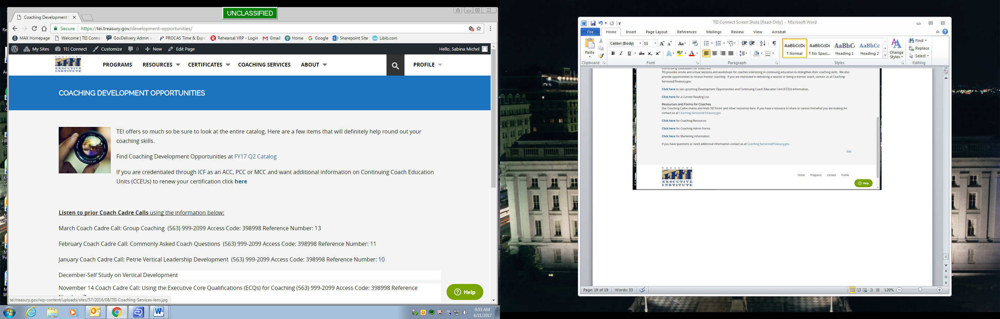 UNCLASSIFIED
Coaching Development
Secure https://tei.treasury.gov/development-opportunities/
MAX Homepage Welcome | TEI Conne GovDelivery Admin » PROCAS Time & Expe Rehearsal VRP - Login Gmail Home Google Sharepoint Site Libib.com
My Sites TEI Connect Customize 0 New Edit Page Hello, Sabina Michel
TREASURY
EXECUTIVE
INSTITUTE
PROGRAMS RESOURCES CERTIFICATES COACHING SERVICES ABOUT PROFILE
COACHING DEVELOPMENT OPPORTUNITIES
TEI offers so much so be sure to look at the entire catalog. Here are a few items that will definitely help round out your
coaching skills.
Find Coaching Development Opportunities at FY17 Q2 Catalog
If you are credentialed through ICF as an ACC, PCC or MCC and want additional information on Continuing Coach Education
Units (CCEUs) to renew your certification click here
Listen to prior Coach Cadre Calls using the information below:
March Coach Cadre Call: Group Coaching (563) 999-2099 Access Code: 398998 Reference Number: 13
February Coach Cadre Call: Commonly Asked Coach Questions (563) 999-2099 Access Code: 398998 Reference Number: 11
January Coach Cadre Call: Petrie Vertical Leadership Development (563) 999-2099 Access Code: 398998 Reference Number: 10
December-Self Study on Vertical Development
November 14 Coach Cadre Call: Using the Executive Core Qualifications (ECQs) for Coaching (563) 999-2099 Access Code: 398998 Reference
Help
tei.treasury.gov/wp-content/uploads/sites/57/2016/08/TEI-Coaching-Services-lens.jpg
9:53 AM
4/11/2017
TEI Connect Screen Shots [Read-Only] - Microsoft Word
File Home Insert Page Layout References Mailings Review View Acrobat
Paste
Calibri (Body) 11
AaBbCcDc AaBbCcDc AaBbC AaBbCc
¶ Normal ¶ No Spaci... Heading 1 Heading 2
Change
Styles
Find
Replace
Select
Clipboard Font Paragraph Styles Editing
Continuing Education for Coaches
TEI provides onsite and virtual sessions and workshops for coaches interesting in continuing education to strengthen their coaching skills. We also
provide opportunities to receive mentor coaching. If you are interested in delivering a session or being a mentor coach, contact us at Coaching-
Services@Treasury.gov.
Click here to see upcoming Development Opportunities and Continuing Coach Education Unit (CCEU) information.
Click here for a Current Reading List.
Resources and Forms for Coaches
Our Coaching Cadre shares and finds TEI forms and other resources here. If you have a resource to share or cannot find what you are looking for
contact us at Coaching-Services@Treasury.gov
Click here for Coaching Resources
Click here for Coaching Admin Forms
Click here for Marketing Information
If you have questions or need additional information contact us at Coaching-Services@Treasury.gov.
Edit
TREASURY
EXECUTIVE
INSTITUTE
Home Programs Contact Profile
Help
Page: 19 of 19 Words: 33 120%